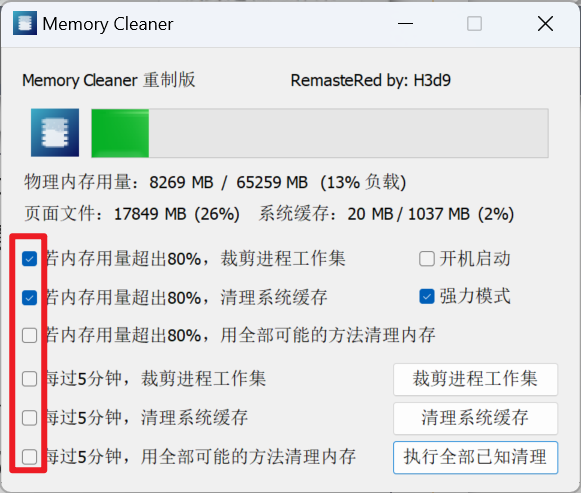 Memory Cleaner
Memory Cleaner 重制版 RemasteRed by: H3d9
物理内存用量：8269 MB / 65259 MB (13% 负载)
页面文件：17849 MB (26%) 系统缓存：20 MB / 1037 MB (2%)
若内存用量超出80%，裁剪进程工作集 开机启动
若内存用量超出80%，清理系统缓存 强力模式
若内存用量超出80%，用全部可能的方法清理内存
每过5分钟，裁剪进程工作集 裁剪进程工作集
每过5分钟，清理系统缓存 清理系统缓存
每过5分钟，用全部可能的方法清理内存 执行全部已知清理